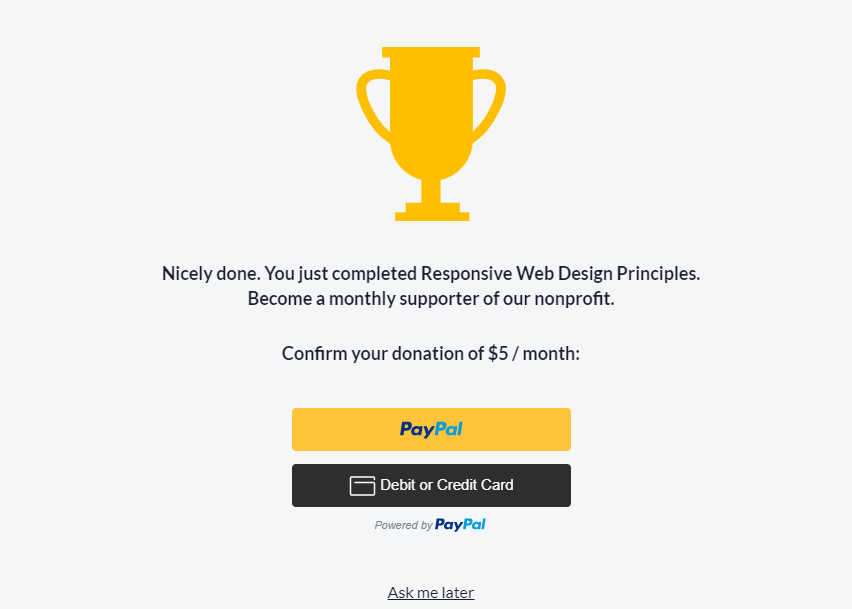 Nicely done. You just completed Responsive Web Design Principles.
Become a monthly supporter of our nonprofit.
Confirm your donation of $5 / month:
PayPal
Debit or Credit Card
Powered by PayPal
Ask me later